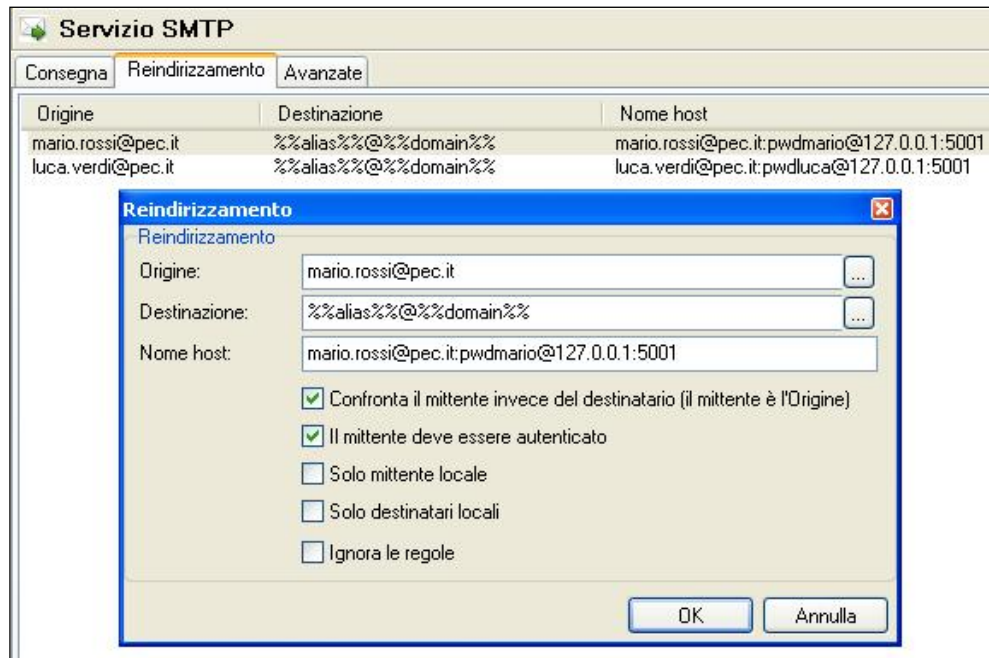 Servizio SMTP
Consegna Reindirizzamento Avanzate
Origine Destinazione Nome host
mario.rossi@pec.it %%alias%%@%%domain%% mario.rossi@pec.it:pwdmario@127.0.0.1:5001
luca.verdi@pec.it %%alias%%@%%domain%% luca.verdi@pec.it:pwdluca@127.0.0.1:5001
Reindirizzamento
Reindirizzamento
Origine: mario.rossi@pec.it ...
Destinazione: %%alias%%@%%domain%% ...
Nome host: mario.rossi@pec.it:pwdmario@127.0.0.1:5001
Confronta il mittente invece del destinatario (il mittente è l'Origine)
Il mittente deve essere autenticato
Solo mittente locale
Solo destinatari locali
Ignora le regole
OK Annulla